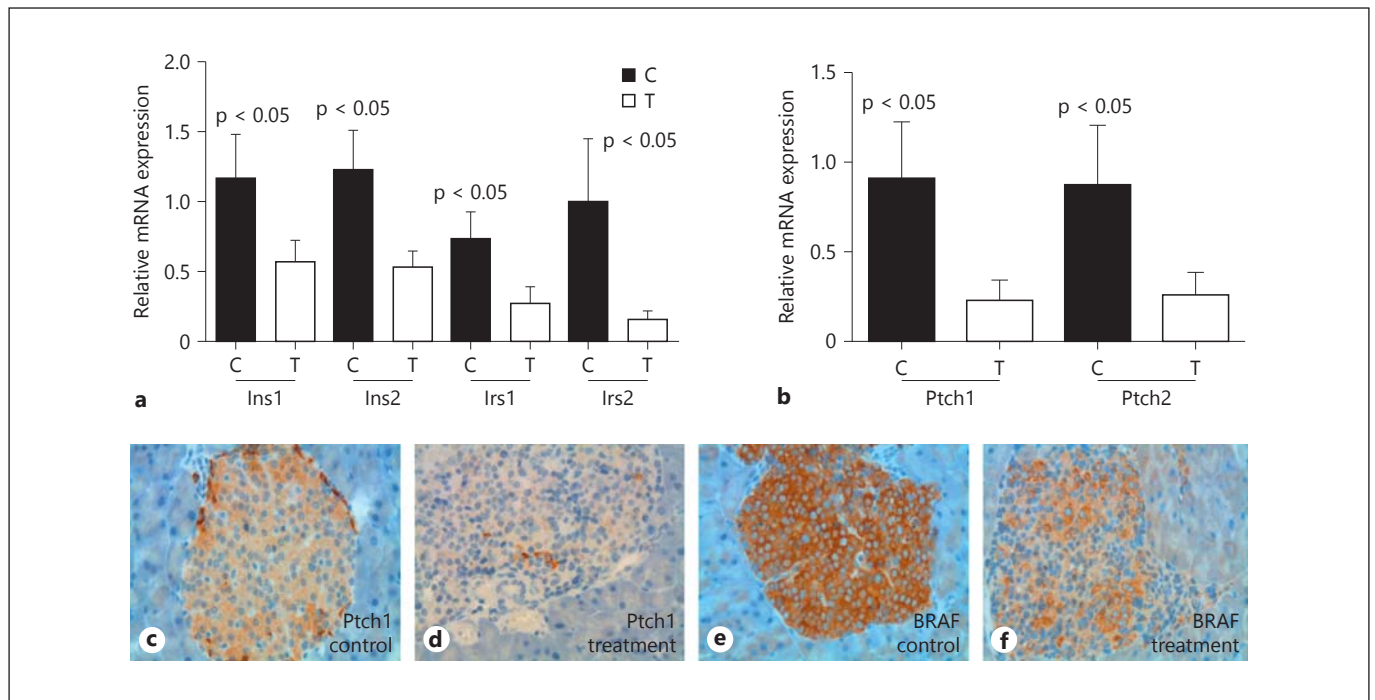 2.0
1.5
1.0
0.5
0
Relative mRNA expression
C
T
p < 0.05
p < 0.05
p < 0.05
p < 0.05
C T C T C T C T
Ins1 Ins2 Irs1 Irs2
a
1.5
1.0
0.5
0
Relative mRNA expression
p < 0.05
p < 0.05
C T C T
Ptch1 Ptch2
b
c
Ptch1
control
d
Ptch1
treatment
e
BRAF
control
f
BRAF
treatment